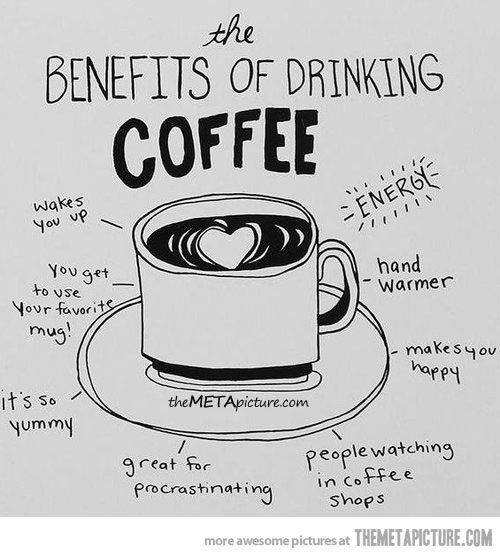 the
BENEFITS OF DRINKING
COFFEE
ENERGY
wakes
you up
hand
warmer
You get
to use
Your favorite
mug!
makes you
happy
it's so
yummy
theMETApicture.com
great for
procrastinating
people watching
in coffee
shops
more awesome pictures at THEMETAPICTURE.COM